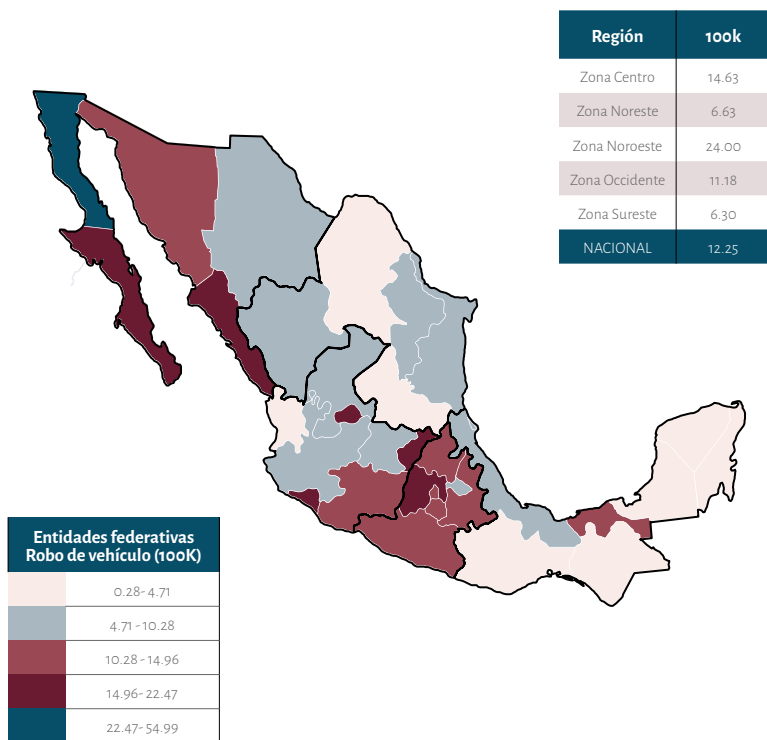 Región 100k
Zona Centro 14.63
Zona Noreste 6.63
Zona Noroeste 24.00
Zona Occidente 11.18
Zona Sureste 6.30
NACIONAL 12.25
Entidades federativas
Robo de vehículo (100K)
0.28- 4.71
4.71 - 10.28
10.28 - 14.96
14.96- 22.47
22.47- 54.99